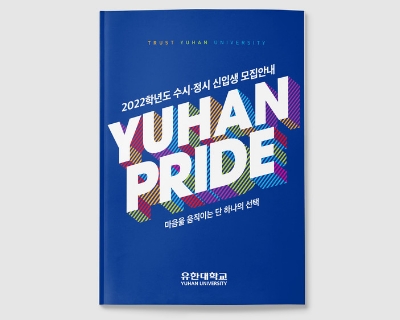 TRUST YUHAN UNIVERSITY
2022학년도 수시·정시 신입생 모집안내
YUHAN
PRIDE
마음을 움직이는 단 하나의 선택
유한대학교
YUHAN UNIVERSITY